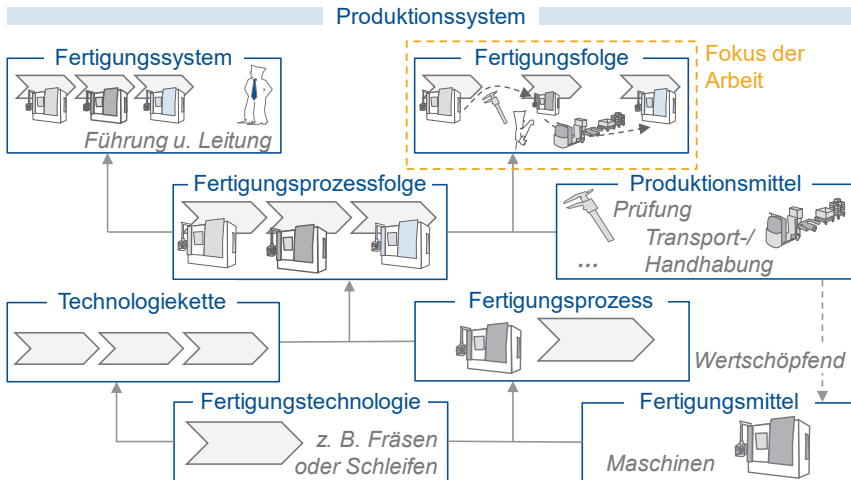 Produktionssystem
Fertigungssystem
Führung u. Leitung
Fertigungsfolge
Fokus der
Arbeit
Fertigungsprozessfolge
Produktionsmittel
Prüfung
Transport-/
Handhabung
...
Technologiekette
Fertigungsprozess
Wertschöpfend
Fertigungstechnologie
z. B. Fräsen
oder Schleifen
Fertigungsmittel
Maschinen